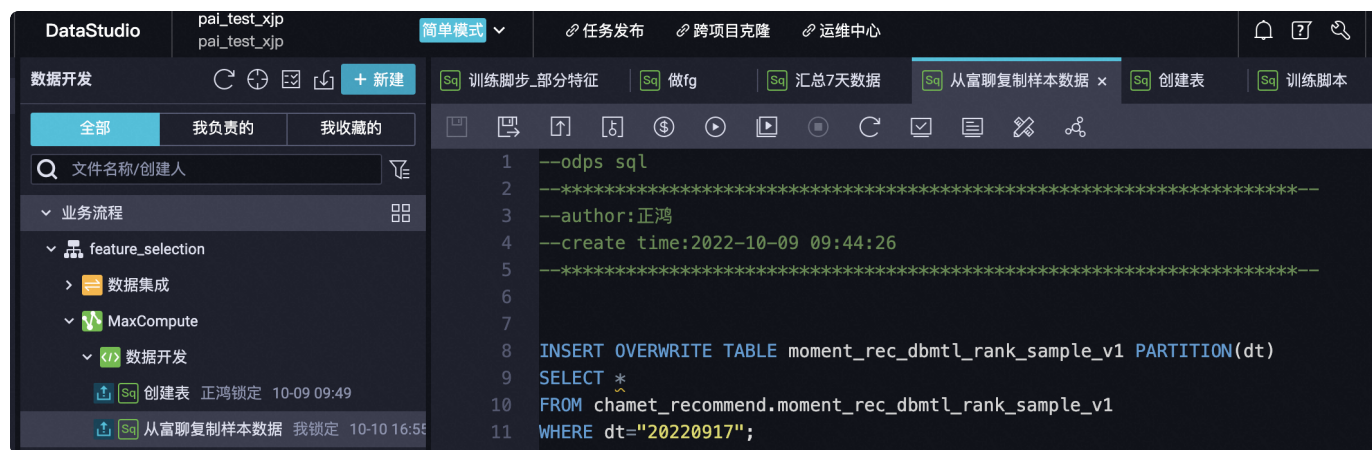 DataStudio
pai_test_xjp
pai_test_xjp
简单模式
任务发布
跨项目克隆
运维中心
数据开发
+ 新建
Sq 训练脚步_部分特征
Sq 做fg
Sq 汇总7天数据
Sq 从富聊复制样本数据 ×
Sq 创建表
Sq 训练脚本
全部
我负责的
我收藏的
文件名称/创建人
业务流程
feature_selection
数据集成
MaxCompute
数据开发
Sq 创建表 正鸿锁定 10-09 09:49
Sq 从富聊复制样本数据 我锁定 10-10 16:55
1 --odps sql
2 --********************************************************************--
3 --author:正鸿
4 --create time:2022-10-09 09:44:26
5 --********************************************************************--
6
7
8 INSERT OVERWRITE TABLE moment_rec_dbmtl_rank_sample_v1 PARTITION(dt)
9 SELECT *
10 FROM chamet_recommend.moment_rec_dbmtl_rank_sample_v1
11 WHERE dt="20220917";